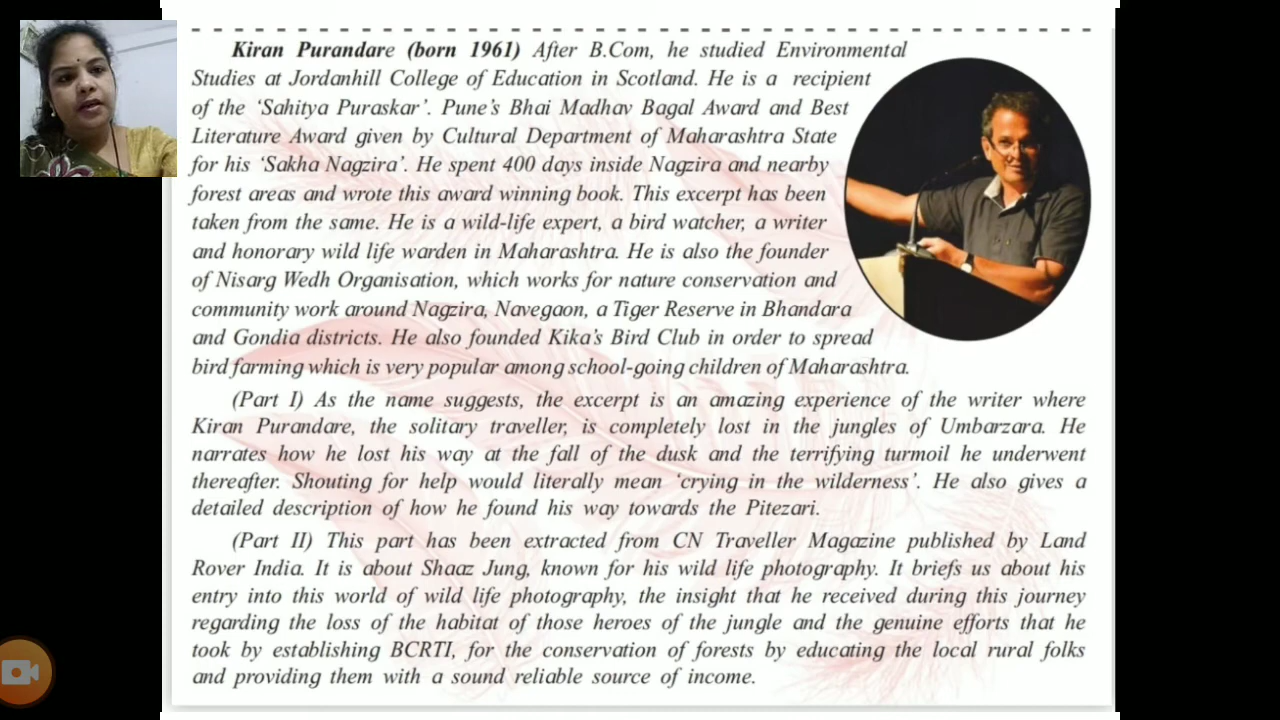 Kiran Purandare (born 1961) After B.Com, he studied Environmental
Studies at Jordanhill College of Education in Scotland. He is a recipient
of the ‘Sahitya Puraskar’. Pune’s Bhai Madhav Bagal Award and Best
Literature Award given by Cultural Department of Maharashtra State
for his ‘Sakha Nagzira’. He spent 400 days inside Nagzira and nearby
forest areas and wrote this award winning book. This excerpt has been
taken from the same. He is a wild-life expert, a bird watcher, a writer
and honorary wild life warden in Maharashtra. He is also the founder
of Nisarg Wedh Organisation, which works for nature conservation and
community work around Nagzira, Navegaon, a Tiger Reserve in Bhandara
and Gondia districts. He also founded Kika’s Bird Club in order to spread
bird farming which is very popular among school-going children of Maharashtra.
(Part I) As the name suggests, the excerpt is an amazing experience of the writer where
Kiran Purandare, the solitary traveller, is completely lost in the jungles of Umbarzara. He
narrates how he lost his way at the fall of the dusk and the terrifying turmoil he underwent
thereafter. Shouting for help would literally mean ‘crying in the wilderness’. He also gives a
detailed description of how he found his way towards the Pitezari.
(Part II) This part has been extracted from CN Traveller Magazine published by Land
Rover India. It is about Shaaz Jung, known for his wild life photography. It briefs us about his
entry into this world of wild life photography, the insight that he received during this journey
regarding the loss of the habitat of those heroes of the jungle and the genuine efforts that he
took by establishing BCRTI, for the conservation of forests by educating the local rural folks
and providing them with a sound reliable source of income.